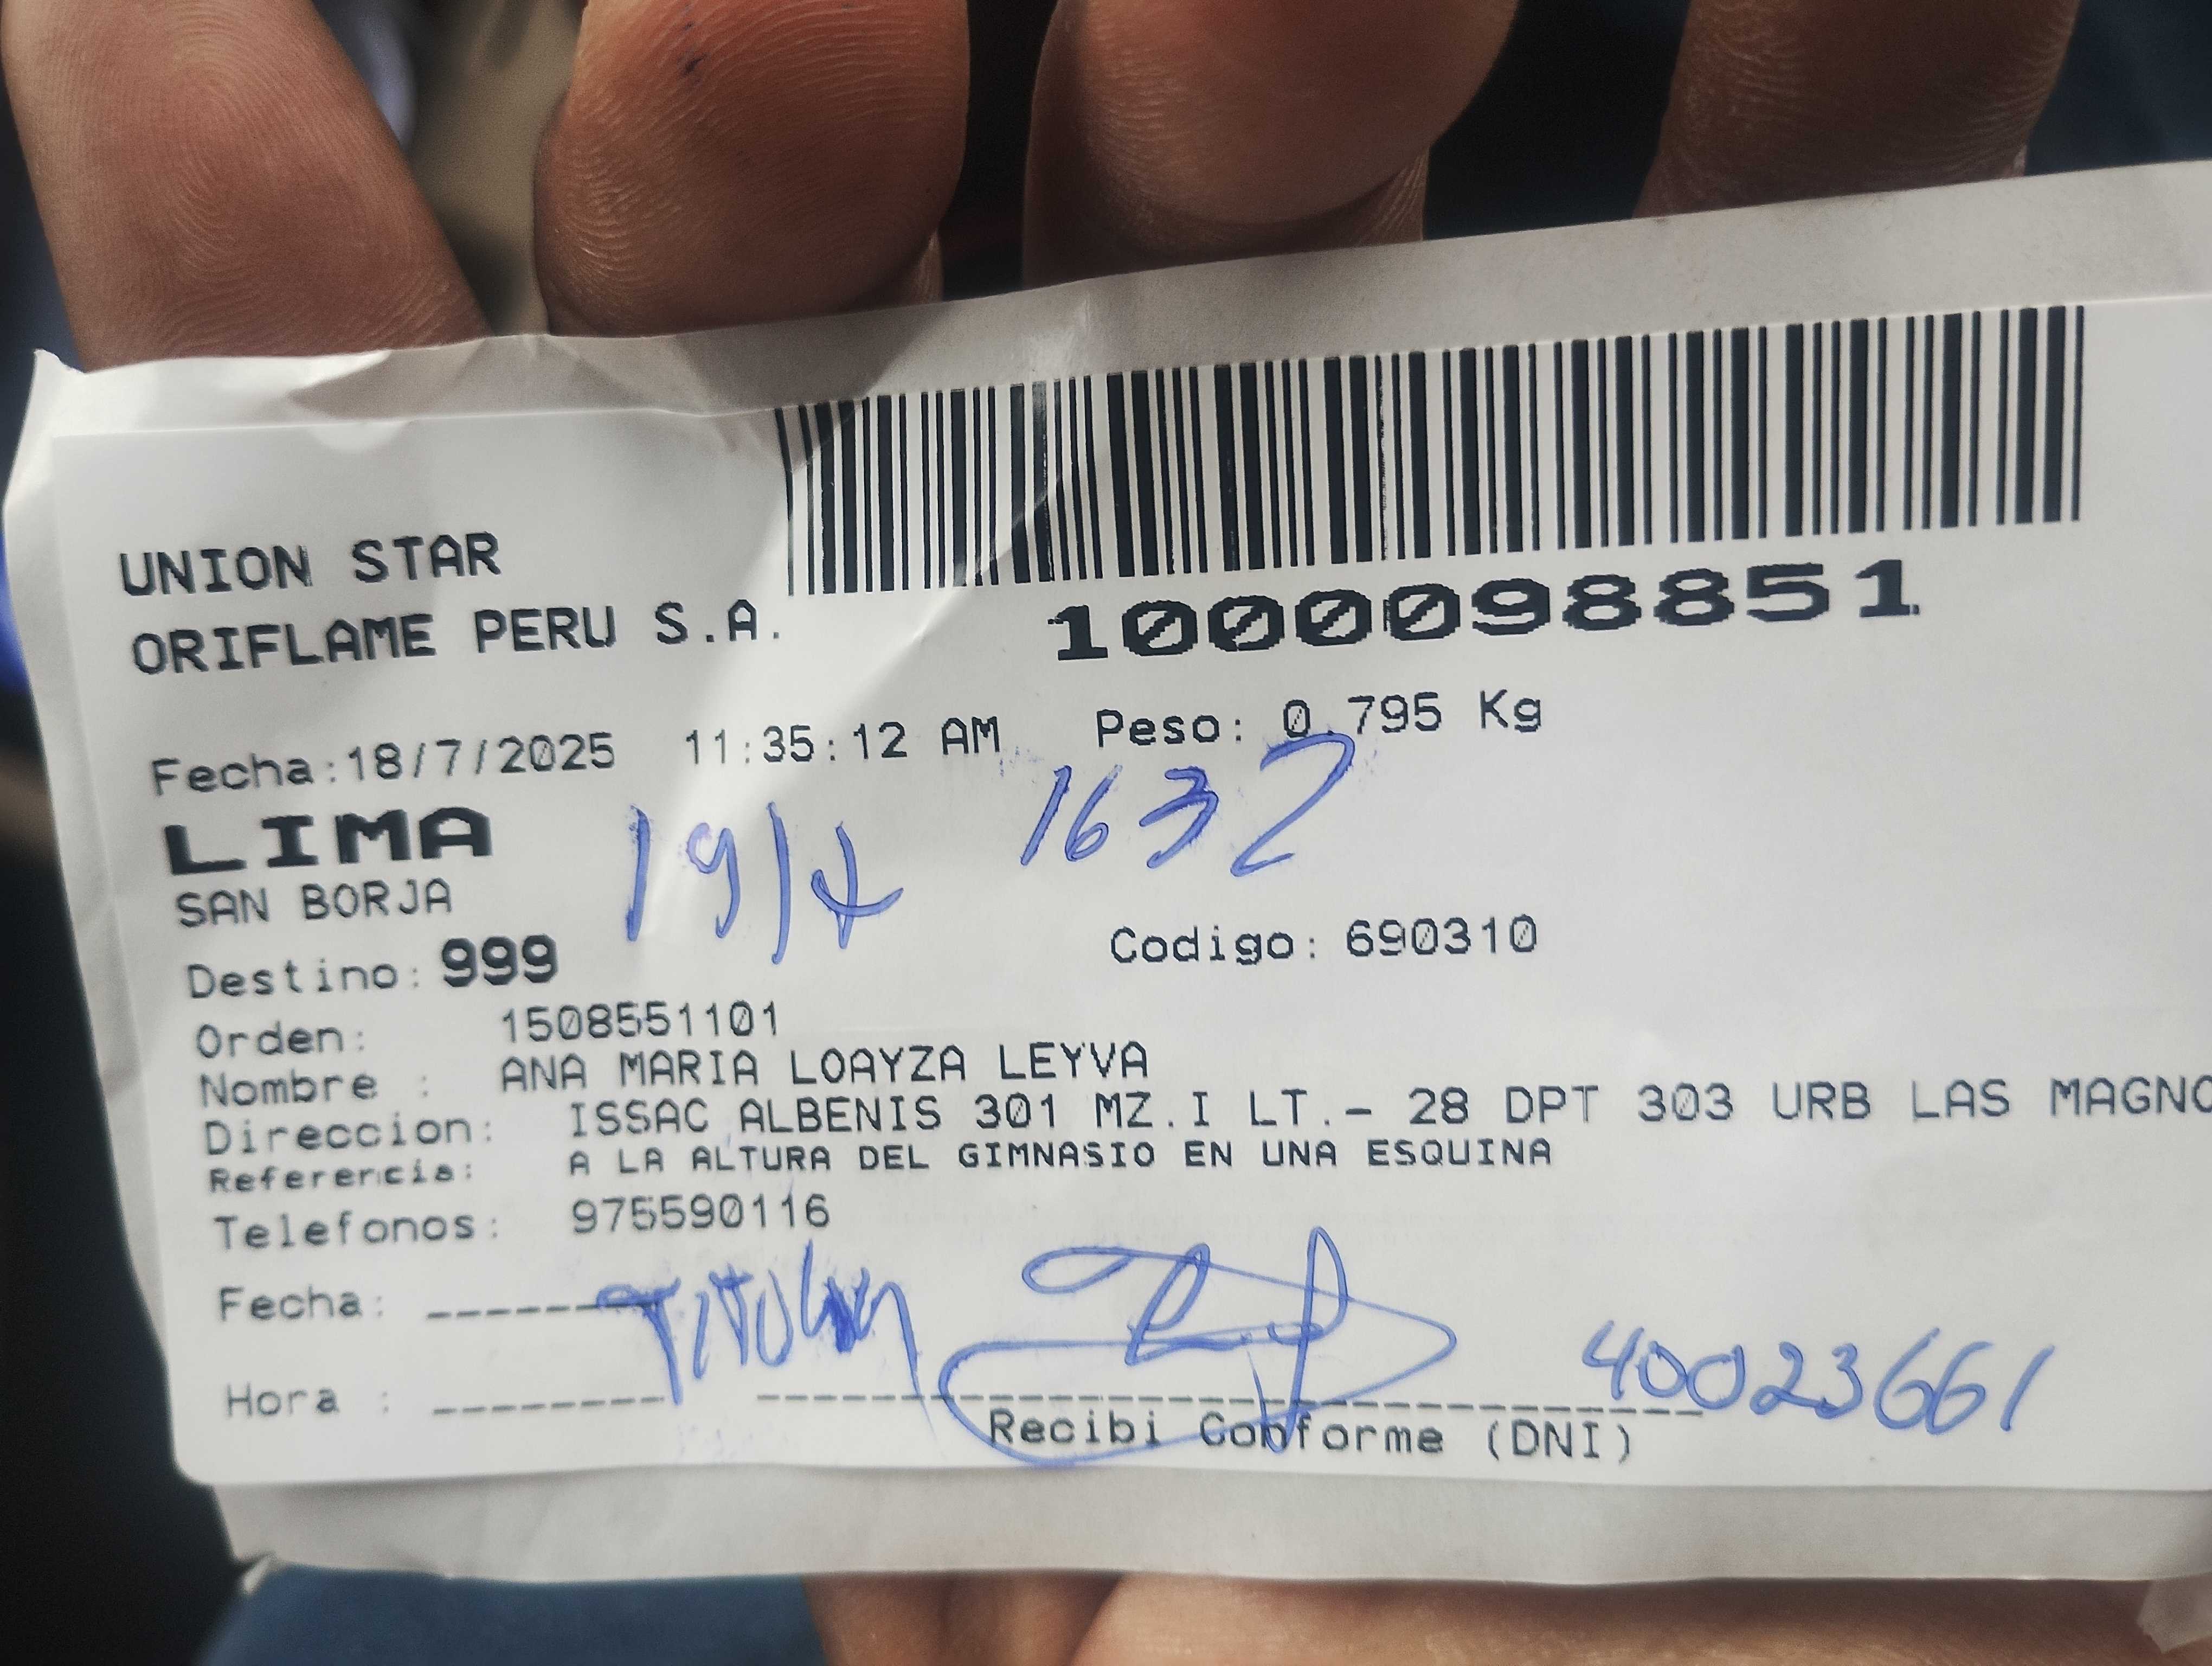 UNION STAR
ORIFLAME PERU S.A.
1000098851
Fecha:18/7/2025 11:35:12 AM Peso: 0.795 Kg
LIMA 19/7 1632
SAN BORJA
Destino: 999 Codigo: 690310
Orden: 1508551101
Nombre : ANA MARIA LOAYZA LEYVA
Direccion: ISSAC ALBENIS 301 MZ.I LT.- 28 DPT 303 URB LAS MAGNO
Referencia: A LA ALTURA DEL GIMNASIO EN UNA ESQUINA
Telefonos: 975590116
Fecha: -------- TITULAR
Hora : -------- 40023661
Recibi Conforme (DNI)